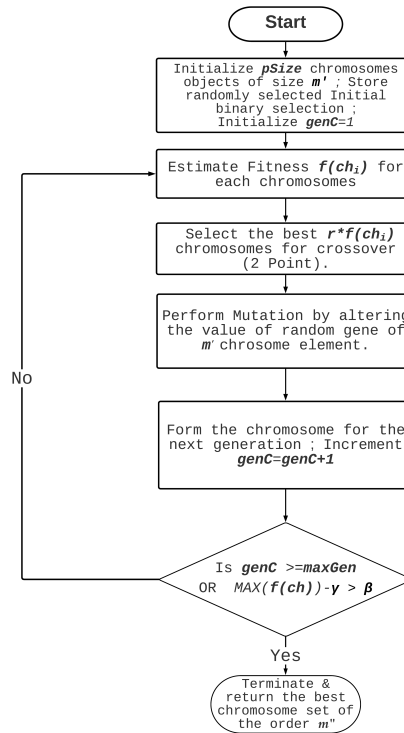 Start
Initialize pSize chromosomes
objects of size m' ; Store
randomly selected Initial
binary selection ;
Initialize genC=1
Estimate Fitness f(chᵢ) for
each chromosomes
Select the best r*f(chᵢ)
chromosomes for crossover
(2 Point).
Perform Mutation by altering
the value of random gene of
m' chrosome element.
No
Form the chromosome for the
next generation ; Increment
genC=genC+1
Is genC >=maxGen
OR MAX(f(ch))-γ > β
Yes
Terminate &
return the best
chromosome set of
the order m"